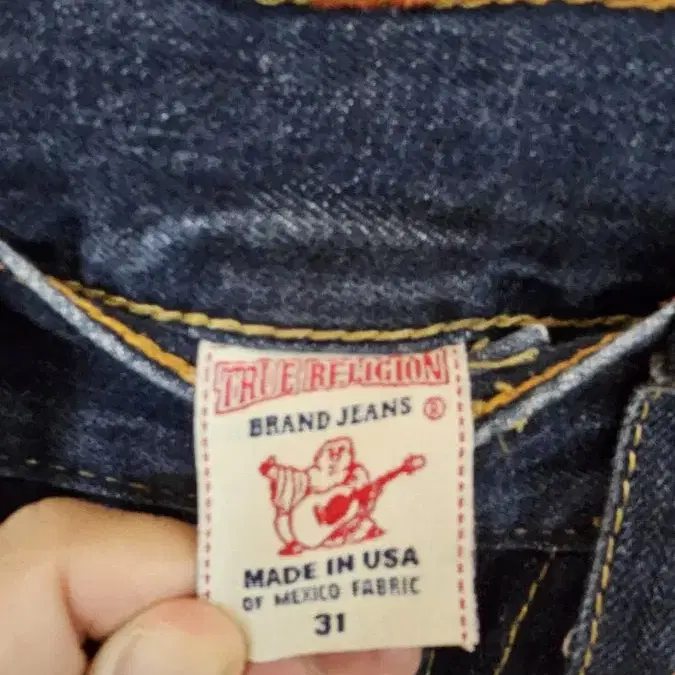 TRUE RELIGION
BRAND JEANS ®
MADE IN USA
OF MEXICO FABRIC
31